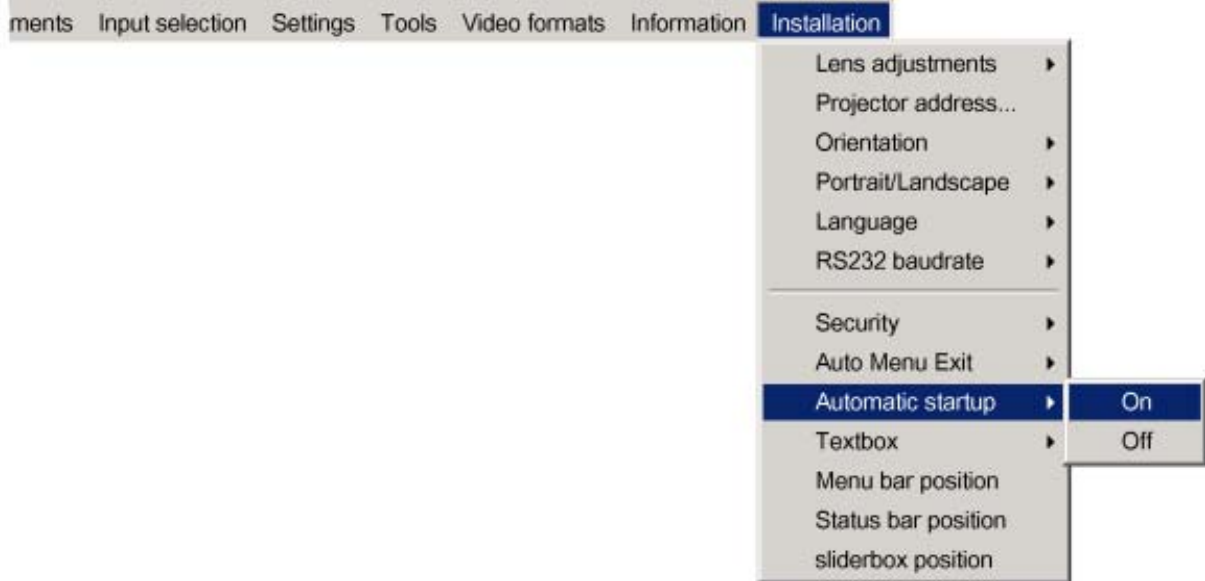 ments Input selection Settings Tools Video formats Information Installation
Lens adjustments
Projector address...
Orientation
Portrait/Landscape
Language
RS232 baudrate
Security
Auto Menu Exit
Automatic startup On
Textbox Off
Menu bar position
Status bar position
sliderbox position